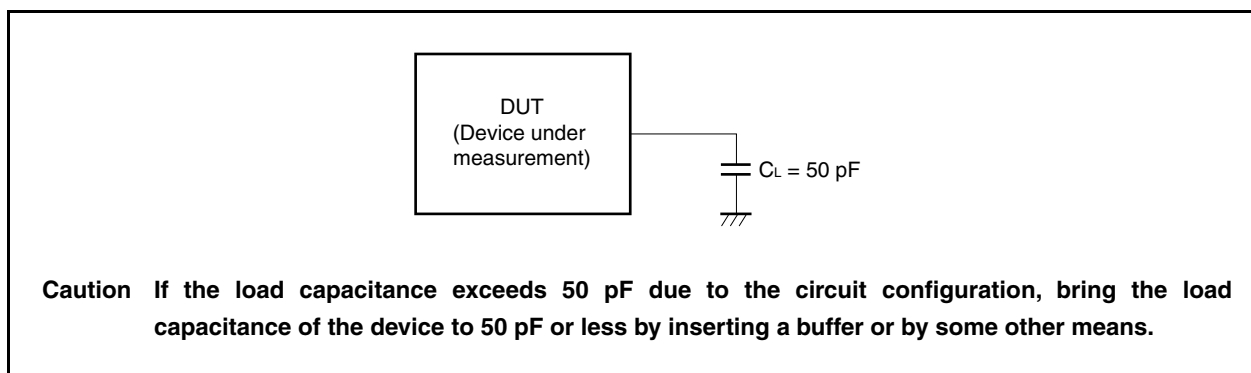 DUT
(Device under
measurement)
CL = 50 pF
Caution If the load capacitance exceeds 50 pF due to the circuit configuration, bring the load
capacitance of the device to 50 pF or less by inserting a buffer or by some other means.